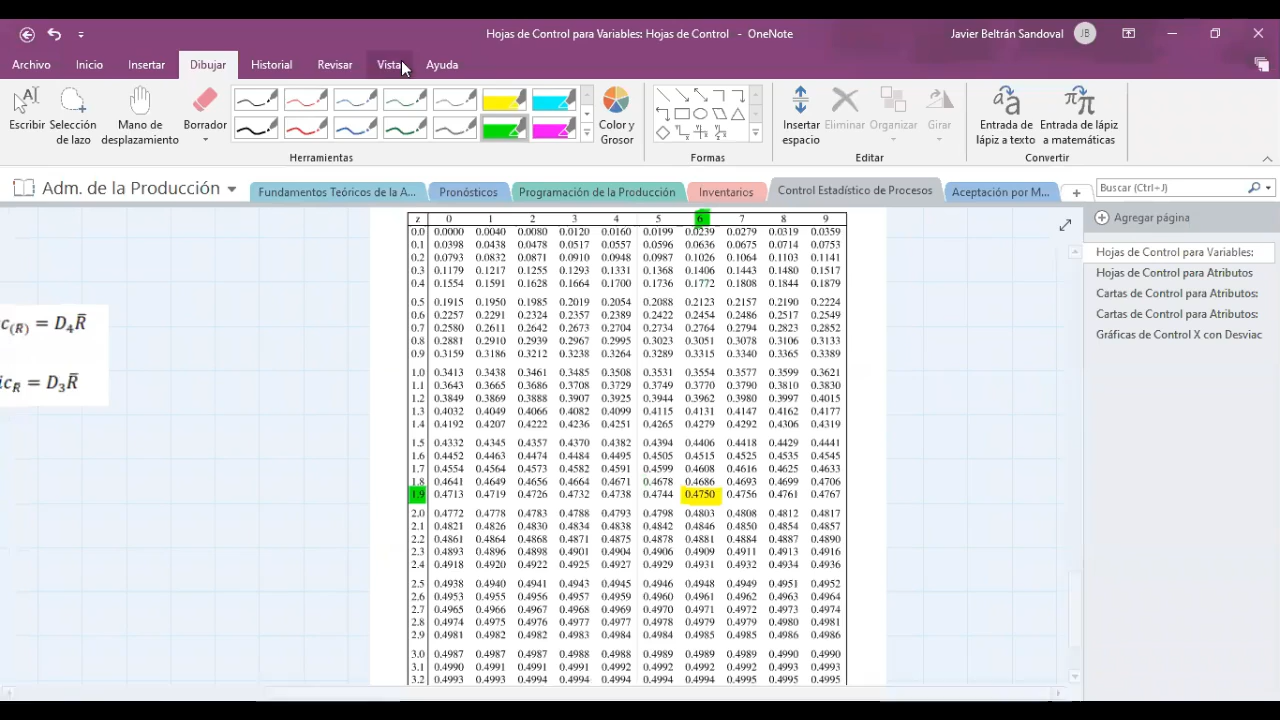 Hojas de Control para Variables: Hojas de Control - OneNote
Javier Beltrán Sandoval JB
Archivo Inicio Insertar Dibujar Historial Revisar Vista Ayuda
Escribir Selección de lazo Mano de desplazamiento Borrador Color y Grosor Insertar espacio Eliminar Organizar Girar Entrada de lápiz a texto Entrada de lápiz a matemáticas
Herramientas Formas Editar Convertir
Adm. de la Producción Fundamentos Teóricos de la A... Pronósticos Programación de la Producción Inventarios Control Estadístico de Procesos Aceptación por M... Buscar (Ctrl+J)
Agregar página
Hojas de Control para Variables:
Hojas de Control para Atributos
Cartas de Control para Atributos:
Cartas de Control para Atributos:
Gráficas de Control X con Desviac
c(R) = D4R̄
icR = D3R̄
z 0 1 2 3 4 5 6 7 8 9
0.0 0.0000 0.0040 0.0080 0.0120 0.0160 0.0199 0.0239 0.0279 0.0319 0.0359
0.1 0.0398 0.0438 0.0478 0.0517 0.0557 0.0596 0.0636 0.0675 0.0714 0.0753
0.2 0.0793 0.0832 0.0871 0.0910 0.0948 0.0987 0.1026 0.1064 0.1103 0.1141
0.3 0.1179 0.1217 0.1255 0.1293 0.1331 0.1368 0.1406 0.1443 0.1480 0.1517
0.4 0.1554 0.1591 0.1628 0.1664 0.1700 0.1736 0.1772 0.1808 0.1844 0.1879
0.5 0.1915 0.1950 0.1985 0.2019 0.2054 0.2088 0.2123 0.2157 0.2190 0.2224
0.6 0.2257 0.2291 0.2324 0.2357 0.2389 0.2422 0.2454 0.2486 0.2517 0.2549
0.7 0.2580 0.2611 0.2642 0.2673 0.2704 0.2734 0.2764 0.2794 0.2823 0.2852
0.8 0.2881 0.2910 0.2939 0.2967 0.2995 0.3023 0.3051 0.3078 0.3106 0.3133
0.9 0.3159 0.3186 0.3212 0.3238 0.3264 0.3289 0.3315 0.3340 0.3365 0.3389
1.0 0.3413 0.3438 0.3461 0.3485 0.3508 0.3531 0.3554 0.3577 0.3599 0.3621
1.1 0.3643 0.3665 0.3686 0.3708 0.3729 0.3749 0.3770 0.3790 0.3810 0.3830
1.2 0.3849 0.3869 0.3888 0.3907 0.3925 0.3944 0.3962 0.3980 0.3997 0.4015
1.3 0.4032 0.4049 0.4066 0.4082 0.4099 0.4115 0.4131 0.4147 0.4162 0.4177
1.4 0.4192 0.4207 0.4222 0.4236 0.4251 0.4265 0.4279 0.4292 0.4306 0.4319
1.5 0.4332 0.4345 0.4357 0.4370 0.4382 0.4394 0.4406 0.4418 0.4429 0.4441
1.6 0.4452 0.4463 0.4474 0.4484 0.4495 0.4505 0.4515 0.4525 0.4535 0.4545
1.7 0.4554 0.4564 0.4573 0.4582 0.4591 0.4599 0.4608 0.4616 0.4625 0.4633
1.8 0.4641 0.4649 0.4656 0.4664 0.4671 0.4678 0.4686 0.4693 0.4699 0.4706
1.9 0.4713 0.4719 0.4726 0.4732 0.4738 0.4744 0.4750 0.4756 0.4761 0.4767
2.0 0.4772 0.4778 0.4783 0.4788 0.4793 0.4798 0.4803 0.4808 0.4812 0.4817
2.1 0.4821 0.4826 0.4830 0.4834 0.4838 0.4842 0.4846 0.4850 0.4854 0.4857
2.2 0.4861 0.4864 0.4868 0.4871 0.4875 0.4878 0.4881 0.4884 0.4887 0.4890
2.3 0.4893 0.4896 0.4898 0.4901 0.4904 0.4906 0.4909 0.4911 0.4913 0.4916
2.4 0.4918 0.4920 0.4922 0.4925 0.4927 0.4929 0.4931 0.4932 0.4934 0.4936
2.5 0.4938 0.4940 0.4941 0.4943 0.4945 0.4946 0.4948 0.4949 0.4951 0.4952
2.6 0.4953 0.4955 0.4956 0.4957 0.4959 0.4960 0.4961 0.4962 0.4963 0.4964
2.7 0.4965 0.4966 0.4967 0.4968 0.4969 0.4970 0.4971 0.4972 0.4973 0.4974
2.8 0.4974 0.4975 0.4976 0.4977 0.4977 0.4978 0.4979 0.4979 0.4980 0.4981
2.9 0.4981 0.4982 0.4982 0.4983 0.4984 0.4984 0.4985 0.4985 0.4986 0.4986
3.0 0.4987 0.4987 0.4987 0.4988 0.4988 0.4989 0.4989 0.4989 0.4990 0.4990
3.1 0.4990 0.4991 0.4991 0.4991 0.4992 0.4992 0.4992 0.4992 0.4993 0.4993
3.2 0.4993 0.4993 0.4994 0.4994 0.4994 0.4994 0.4994 0.4995 0.4995 0.4995